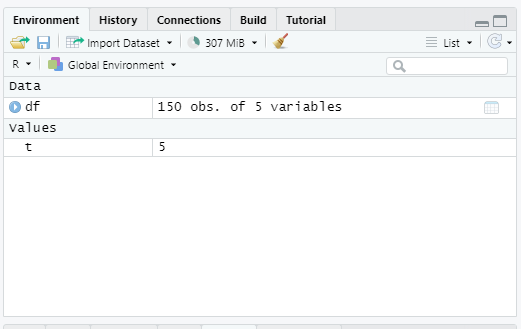 Environment History Connections Build Tutorial
Import Dataset 307 MiB List
R Global Environment
Data
df 150 obs. of 5 variables
Values
t 5